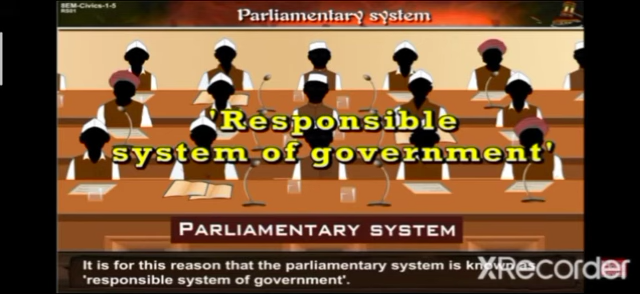 SEM-Civics-1-5
RS01
Parliamentary system
'Responsible
system of government'
PARLIAMENTARY SYSTEM
It is for this reason that the parliamentary system is known as
'responsible system of government'.
XRecorder